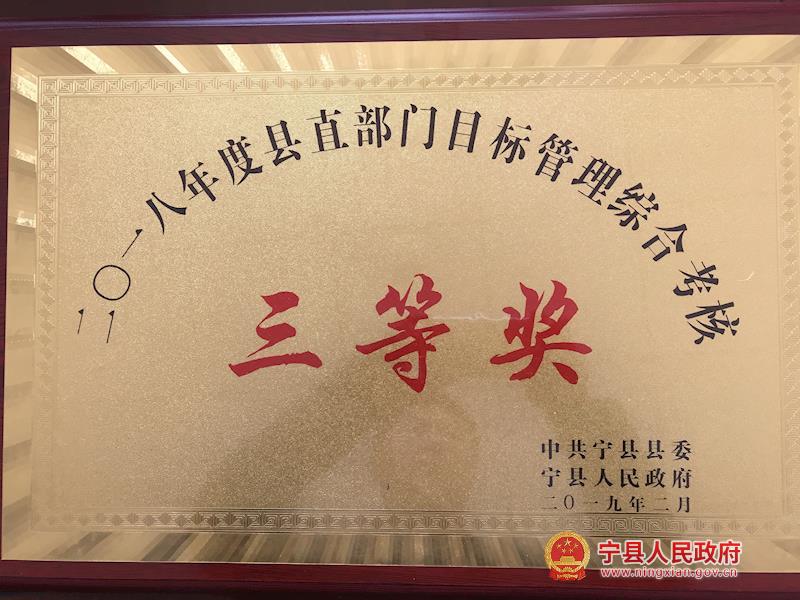 二〇一八年度县直部门目标管理综合考核
三等奖
中共宁县县委
宁县人民政府
二〇一九年二月
宁县人民政府
www.ningxian.gov.cn